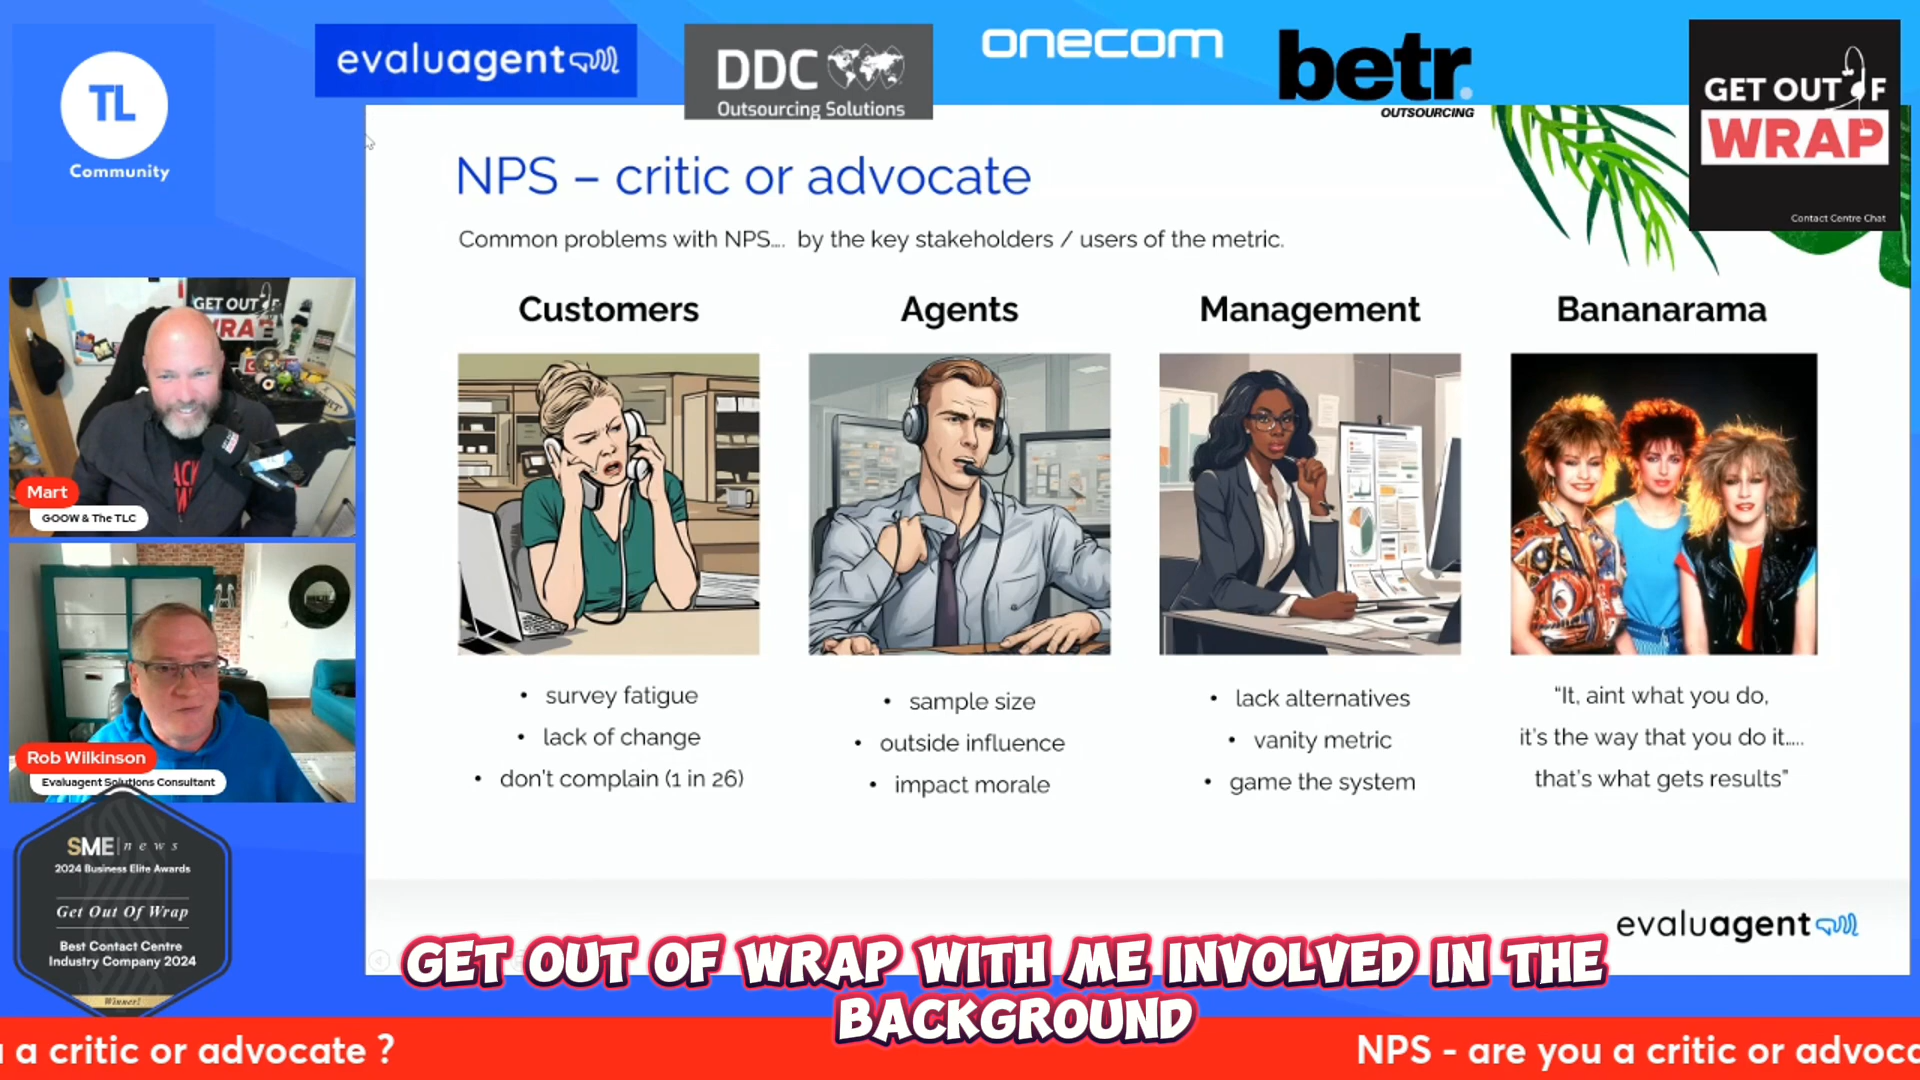 TL
Community
evaluagent
DDC
Outsourcing Solutions
onecom
betr.
OUTSOURCING
GET OUT OF
WRAP
Contact Centre Chat
NPS – critic or advocate
Common problems with NPS.... by the key stakeholders / users of the metric.
Customers
• survey fatigue
• lack of change
• don't complain (1 in 26)
Agents
• sample size
• outside influence
• impact morale
Management
• lack alternatives
• vanity metric
• game the system
Bananarama
"It, aint what you do,
it's the way that you do it.....
that's what gets results"
GET OUT OF
Mart
GOOW & The TLC
Rob Wilkinson
Evaluagent Solutions Consultant
SME news
2024 Business Elite Awards
Get Out Of Wrap
Best Contact Centre
Industry Company 2024
Winner!
evaluagent
GET OUT OF WRAP WITH ME INVOLVED IN THE
BACKGROUND
a critic or advocate ?
NPS - are you a critic or advoc